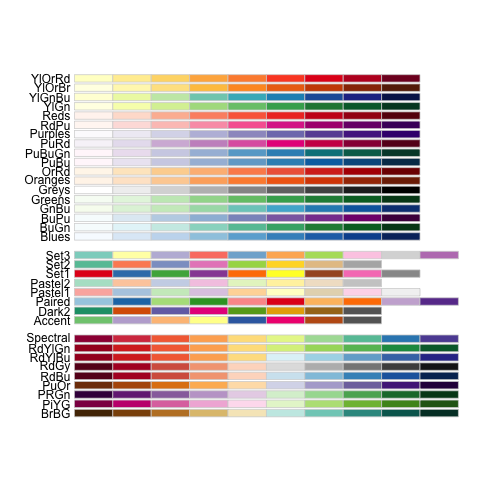 YlOrRd
YlOrBr
YlGnBu
YlGn
Reds
RdPu
Purples
PuRd
PuBuGn
PuBu
OrRd
Oranges
Greys
Greens
GnBu
BuPu
BuGn
Blues
Set3
Set2
Set1
Pastel2
Pastel1
Paired
Dark2
Accent
Spectral
RdYlGn
RdYlBu
RdGy
RdBu
PuOr
PRGn
PiYG
BrBG